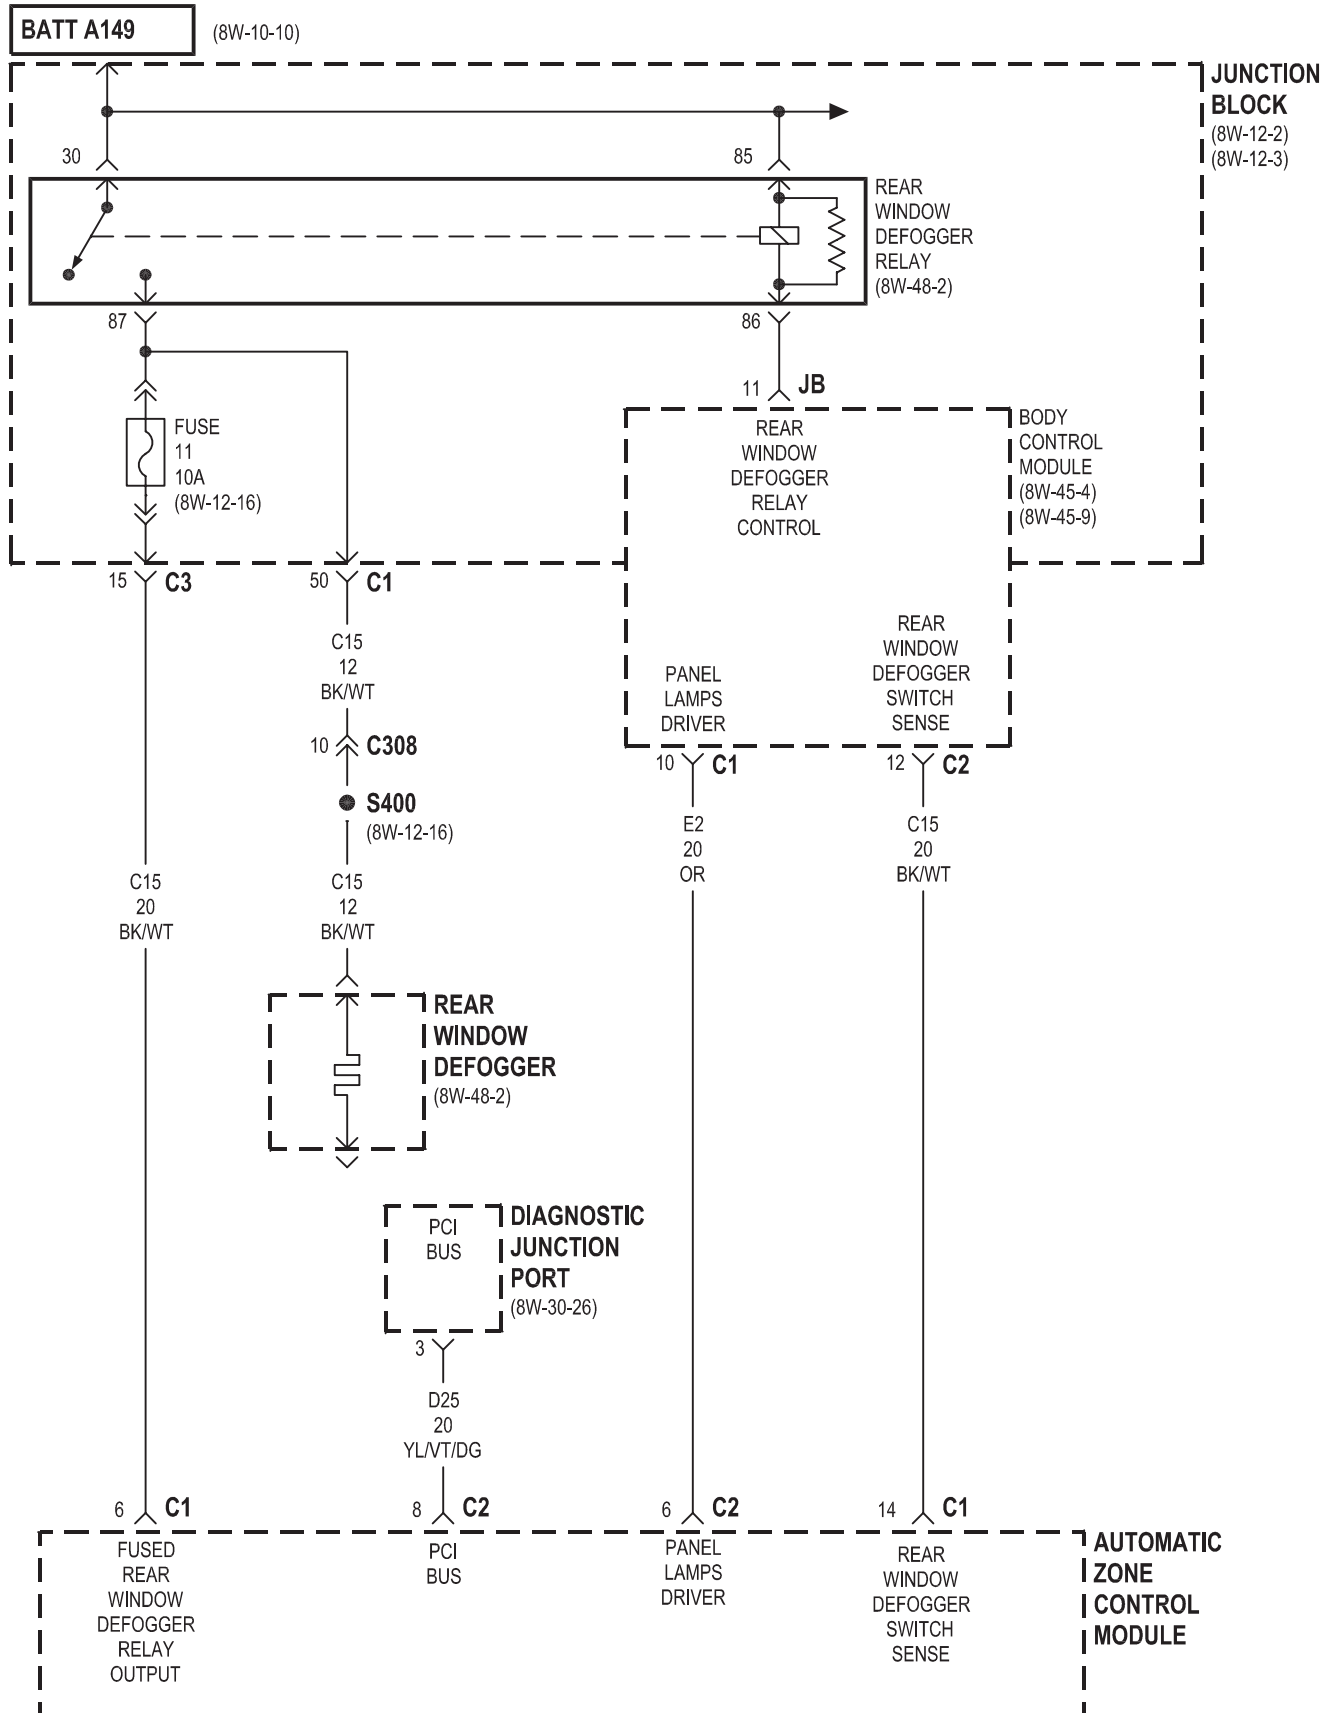 BATT A149
(8W-10-10)
JUNCTION
BLOCK
(8W-12-2)
(8W-12-3)
30
85
REAR
WINDOW
DEFOGGER
RELAY
(8W-48-2)
87
86
11
JB
FUSE
11
10A
(8W-12-16)
REAR
WINDOW
DEFOGGER
RELAY
CONTROL
BODY
CONTROL
MODULE
(8W-45-4)
(8W-45-9)
15
C3
50
C1
C15
12
BK/WT
PANEL
LAMPS
DRIVER
REAR
WINDOW
DEFOGGER
SWITCH
SENSE
10
C308
10
C1
12
C2
S400
(8W-12-16)
E2
20
OR
C15
20
BK/WT
C15
20
BK/WT
C15
12
BK/WT
REAR
WINDOW
DEFOGGER
(8W-48-2)
PCI
BUS
DIAGNOSTIC
JUNCTION
PORT
(8W-30-26)
3
D25
20
YL/VT/DG
6
C1
8
C2
6
C2
14
C1
FUSED
REAR
WINDOW
DEFOGGER
RELAY
OUTPUT
PCI
BUS
PANEL
LAMPS
DRIVER
REAR
WINDOW
DEFOGGER
SWITCH
SENSE
AUTOMATIC
ZONE
CONTROL
MODULE